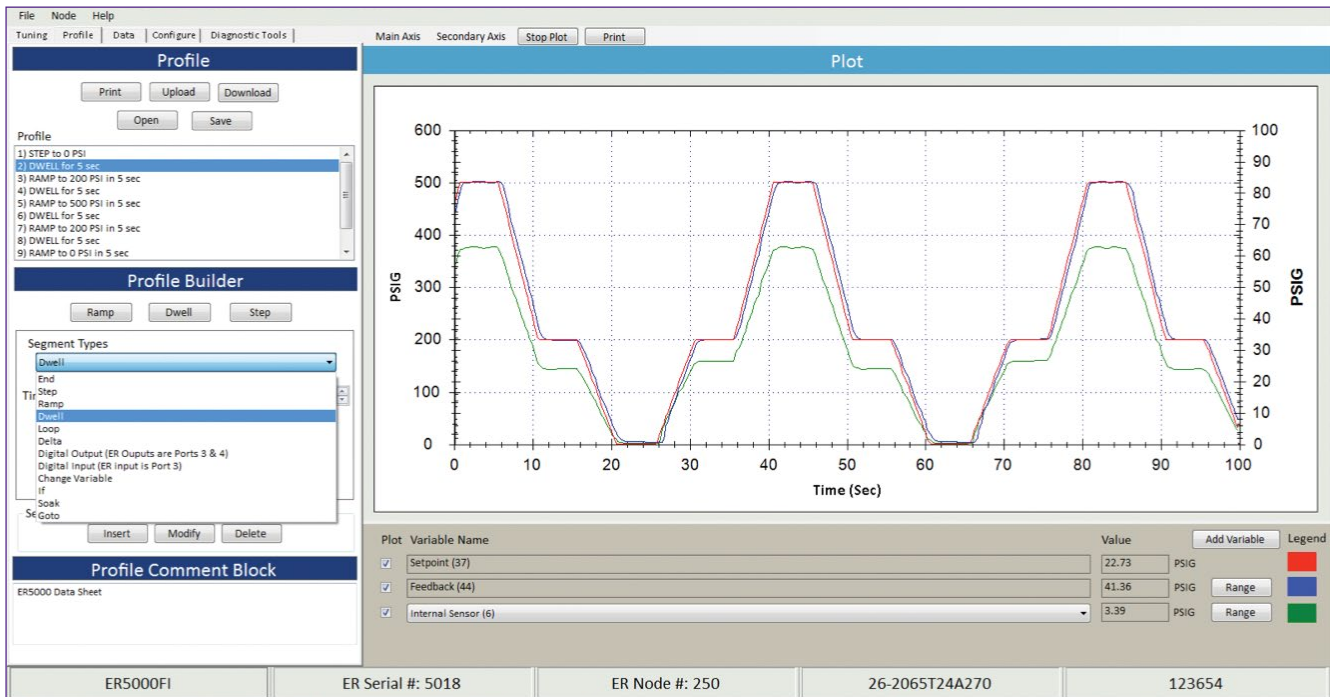 File Node Help
Tuning Profile Data Configure Diagnostic Tools
Main Axis Secondary Axis Stop Plot Print
Profile
Print Upload Download
Open Save
Profile
1) STEP to 0 PSI
2) DWELL for 5 sec
3) RAMP to 200 PSI in 5 sec
4) DWELL for 5 sec
5) RAMP to 500 PSI in 5 sec
6) DWELL for 5 sec
7) RAMP to 200 PSI in 5 sec
8) DWELL for 5 sec
9) RAMP to 0 PSI in 5 sec
Profile Builder
Ramp Dwell Step
Segment Types
Dwell
End
Step
Ramp
Dwell
Loop
Delta
Digital Output (ER Ouputs are Ports 3 & 4)
Digital Input (ER input is Port 3)
Change Variable
If
Soak
Goto
Insert Modify Delete
Profile Comment Block
ER5000 Data Sheet
Plot
600
500
400
300
200
100
0
PSIG
100
90
80
70
60
50
40
30
20
10
0
PSIG
0 10 20 30 40 50 60 70 80 90 100
Time (Sec)
Plot Variable Name Value Add Variable Legend
Setpoint (37) 22.73 PSIG
Feedback (44) 41.36 PSIG Range
Internal Sensor (6) 3.39 PSIG Range
ER5000FI ER Serial #: 5018 ER Node #: 250 26-2065T24A270 123654